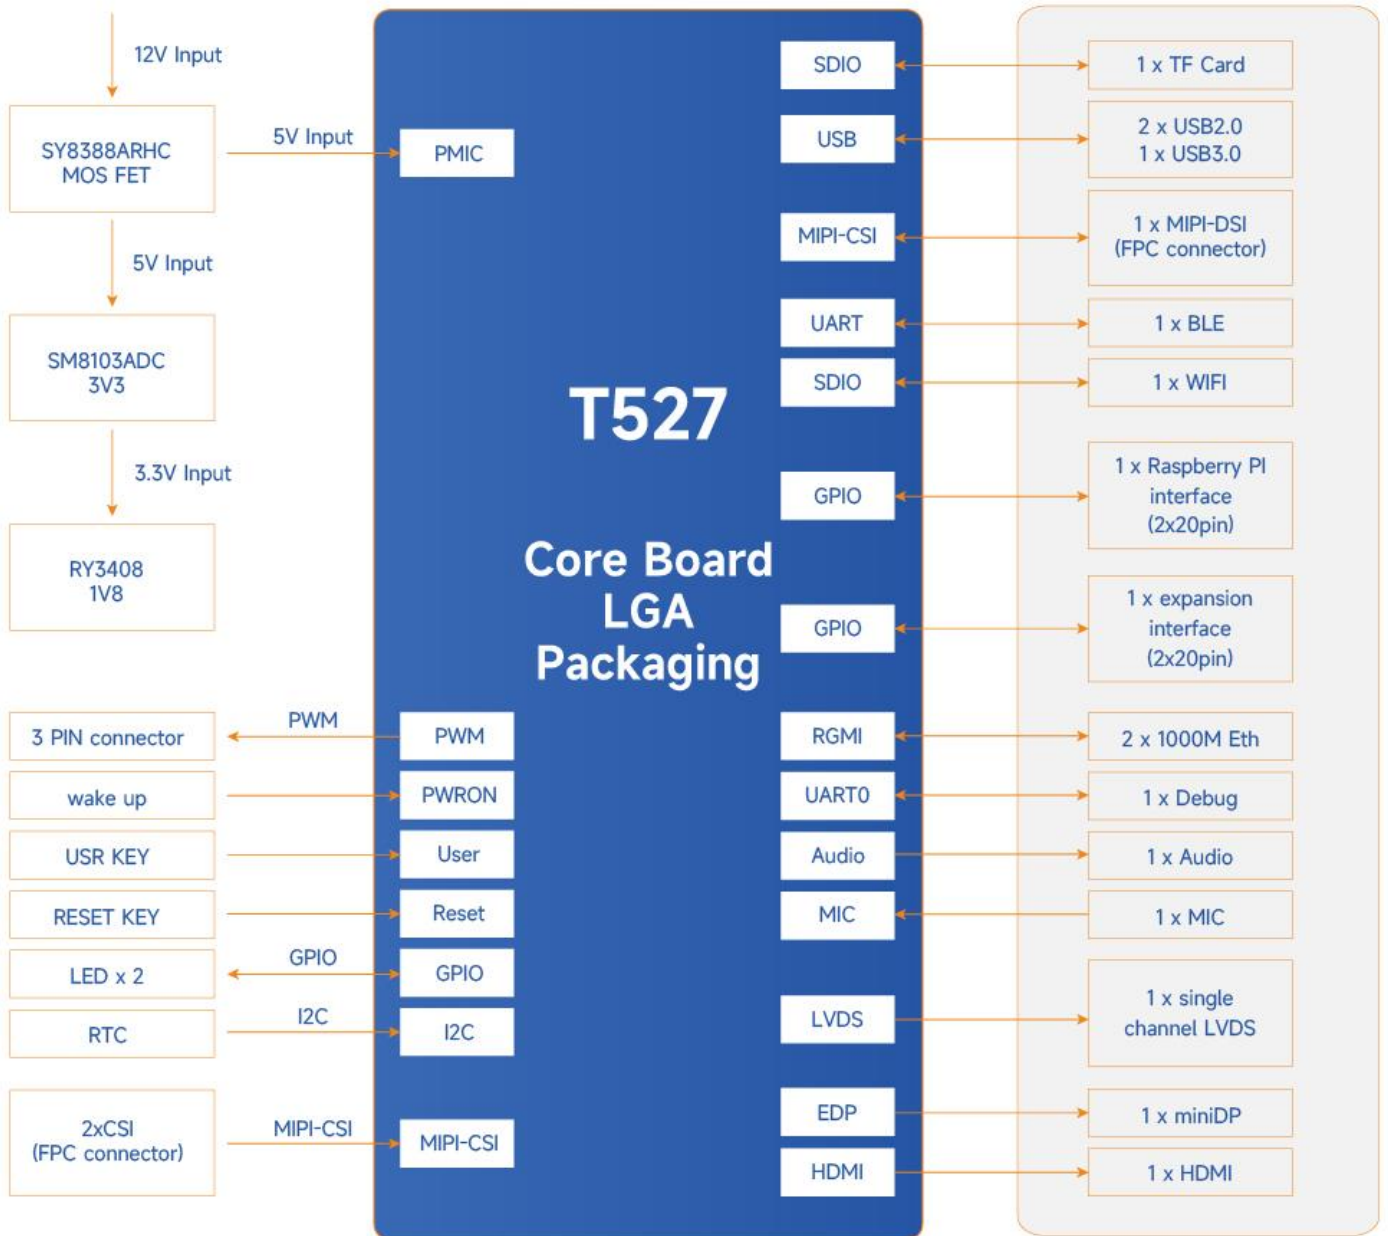 12V Input
SY8388ARHC
MOS FET
5V Input
5V Input
SM8103ADC
3V3
3.3V Input
RY3408
1V8
3 PIN connector
PWM
wake up
USR KEY
RESET KEY
LED x 2
GPIO
RTC
I2C
2xCSI
(FPC connector)
MIPI-CSI
PMIC
PWM
PWRON
User
Reset
GPIO
I2C
MIPI-CSI
T527
Core Board
LGA
Packaging
SDIO
USB
MIPI-CSI
UART
SDIO
GPIO
GPIO
RGMI
UART0
Audio
MIC
LVDS
EDP
HDMI
1 x TF Card
2 x USB2.0
1 x USB3.0
1 x MIPI-DSI
(FPC connector)
1 x BLE
1 x WIFI
1 x Raspberry PI
interface
(2x20pin)
1 x expansion
interface
(2x20pin)
2 x 1000M Eth
1 x Debug
1 x Audio
1 x MIC
1 x single
channel LVDS
1 x miniDP
1 x HDMI